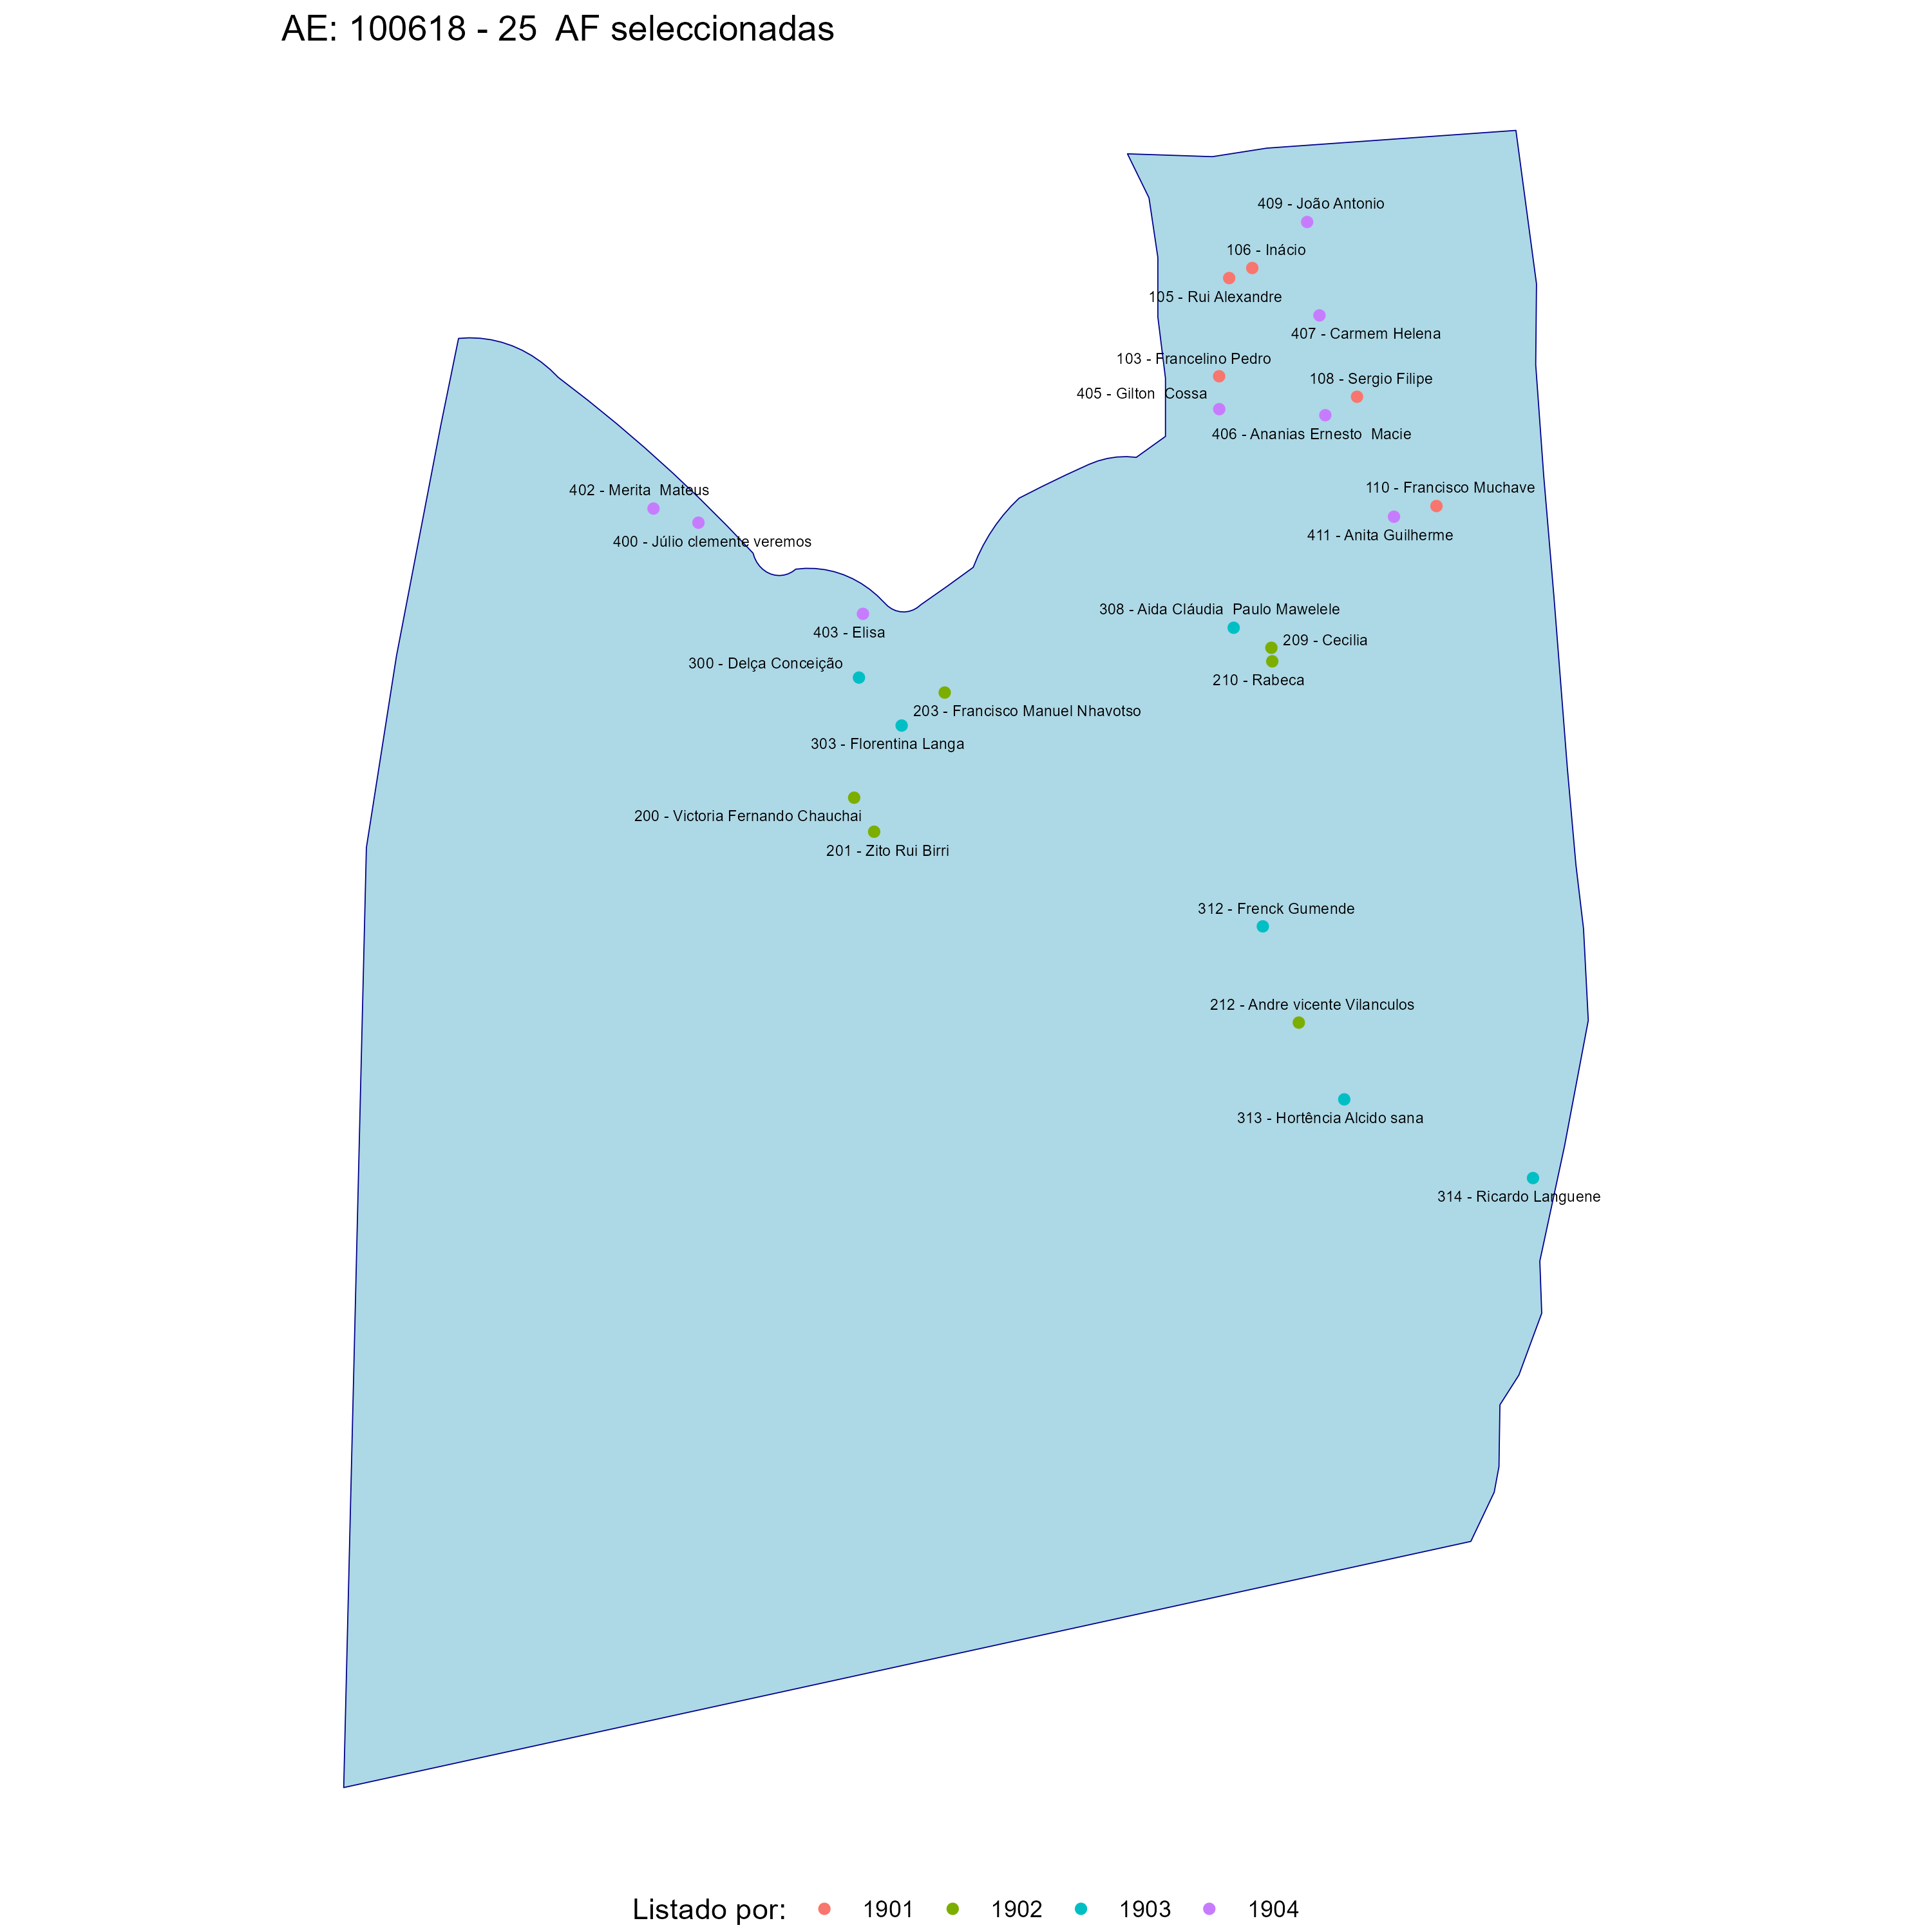 AE: 100618 - 25  AF seleccionadas
409 - João Antonio
106 - Inácio
105 - Rui Alexandre
407 - Carmem Helena
103 - Francelino Pedro
108 - Sergio Filipe
405 - Gilton  Cossa
406 - Ananias Ernesto  Macie
110 - Francisco Muchave
402 - Merita  Mateus
411 - Anita Guilherme
400 - Júlio clemente veremos
308 - Aida Cláudia  Paulo Mawelele
403 - Elisa
209 - Cecilia
300 - Delça Conceição
210 - Rabeca
203 - Francisco Manuel Nhavotso
303 - Florentina Langa
200 - Victoria Fernando Chauchai
201 - Zito Rui Birri
312 - Frenck Gumende
212 - Andre vicente Vilanculos
313 - Hortência Alcido sana
314 - Ricardo Languene
Listado por: 1901 1902 1903 1904